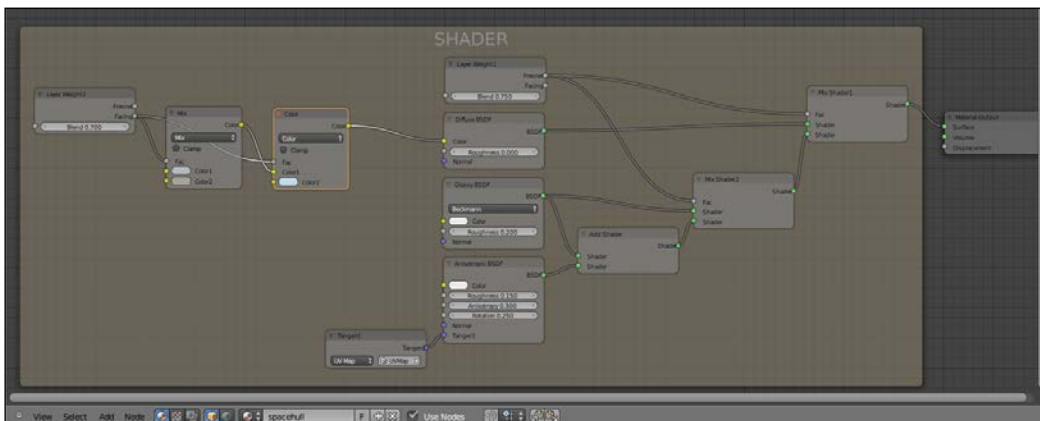 SHADER
Layer Weight2
Fresnel
Facing
Blend 0.700
Mix
Color
Mix
Clamp
Fac
Color1
Color2
Color
Color
Color
Clamp
Fac
Color1
Color2
Layer Weight1
Fresnel
Facing
Blend 0.750
Diffuse BSDF
BSDF
Color
Roughness 0.000
Normal
Glossy BSDF
BSDF
Beckmann
Color
Roughness 0.200
Normal
Anisotropic BSDF
BSDF
Color
Roughness 0.150
Anisotropy 0.500
Rotation 0.250
Normal
Tangent
Tangent
Tangent
UV Map
UVMap
Add Shader
Shader
Shader
Shader
Mix Shader2
Shader
Fac
Shader
Shader
Mix Shader1
Shader
Fac
Shader
Shader
Material Output
Surface
Volume
Displacement
View Select Add Node
spacehull
F
Use Nodes